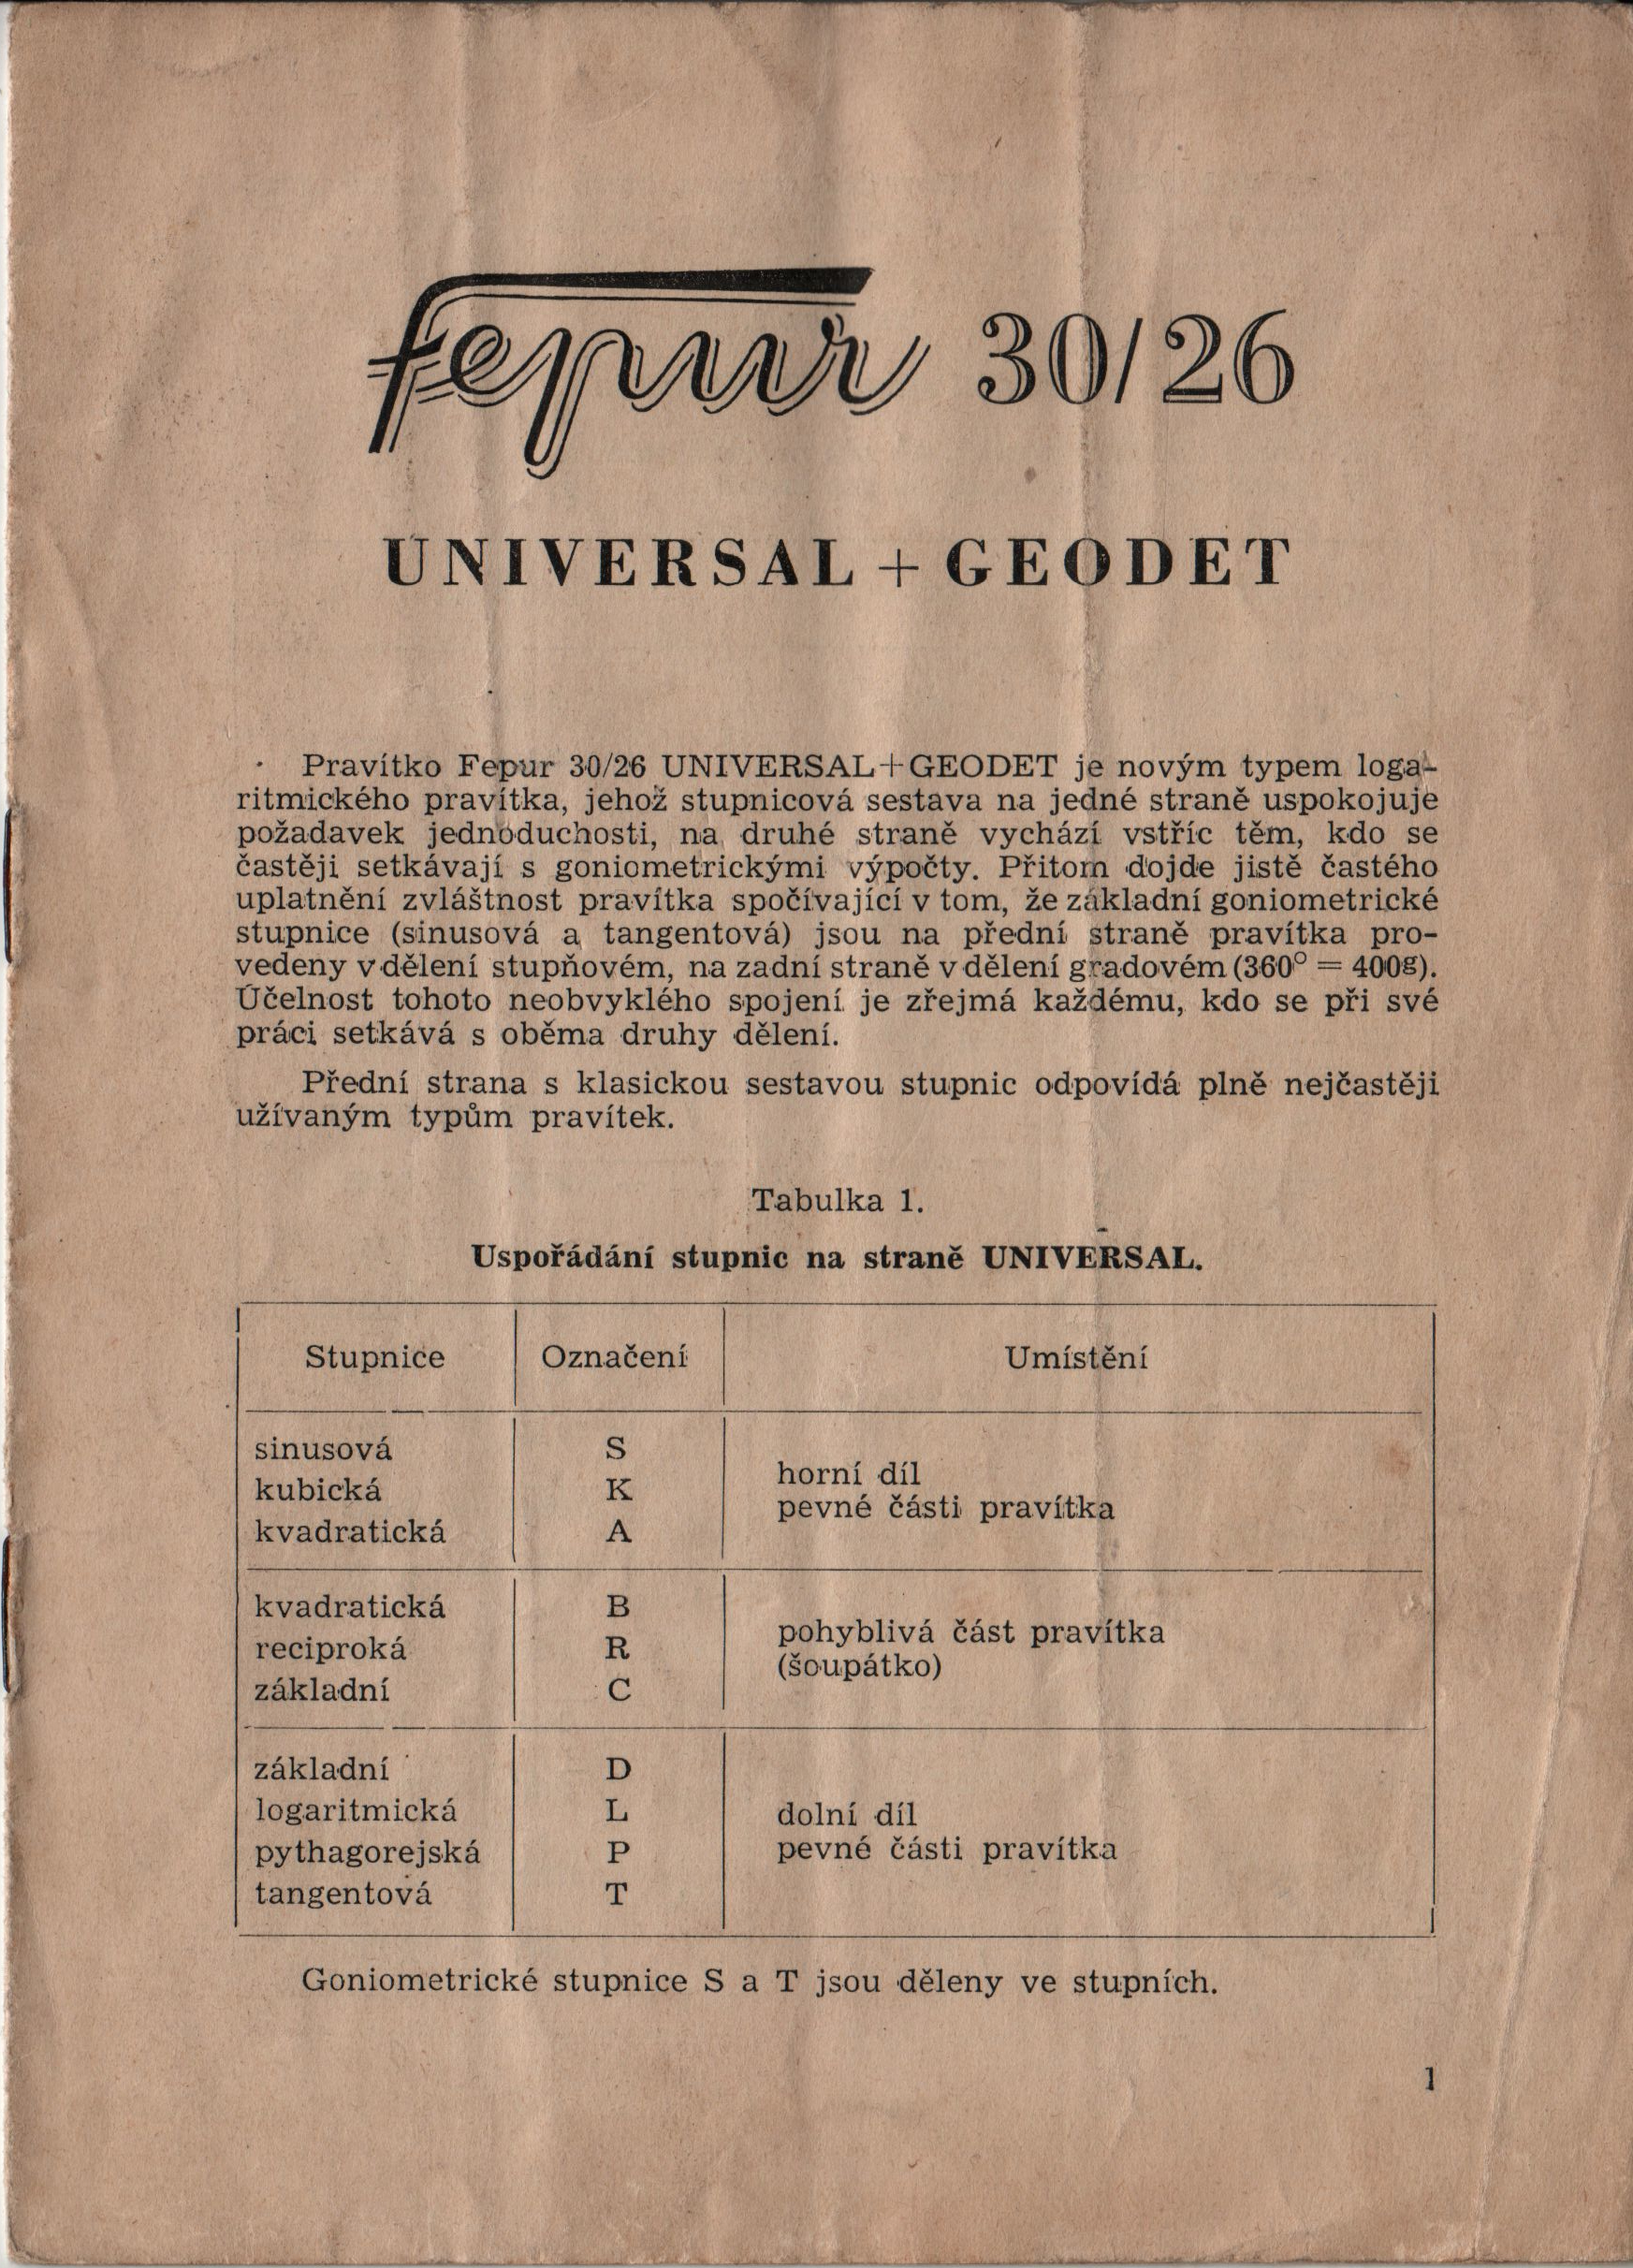 fepur 30/26
UNIVERSAL + GEODET
Pravítko Fepur 30/26 UNIVERSAL+GEODET je novým typem loga-
ritmického pravítka, jehož stupnicová sestava na jedné straně uspokojuje
požadavek jednoduchosti, na druhé straně vychází vstříc těm, kdo se
častěji setkávají s goniometrickými výpočty. Přitom dojde jistě častého
uplatnění zvláštnost pravítka spočívající v tom, že základní goniometrické
stupnice (sinusová a tangentová) jsou na přední straně pravítka pro-
vedeny v dělení stupňovém, na zadní straně v dělení gradovém (360° = 400g).
Účelnost tohoto neobvyklého spojení je zřejmá každému, kdo se při své
práci setkává s oběma druhy dělení.
Přední strana s klasickou sestavou stupnic odpovídá plně nejčastěji
užívaným typům pravítek.
Tabulka 1.
Uspořádání stupnic na straně UNIVERSAL.
Stupnice Označení Umístění
sinusová S
kubická K
kvadratická A
horní díl
pevné části pravítka
kvadratická B
reciproká R
základní C
pohyblivá část pravítka
(šoupátko)
základní D
logaritmická L
pythagorejská P
tangentová T
dolní díl
pevné části pravítka
Goniometrické stupnice S a T jsou děleny ve stupních.
1